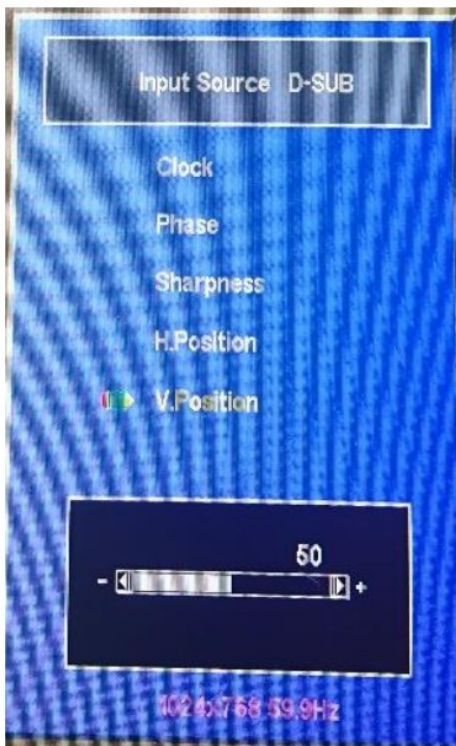 Input Source D-SUB
Clock
Phase
Sharpness
H.Position
V.Position
50
- +
1024x768 59.9Hz